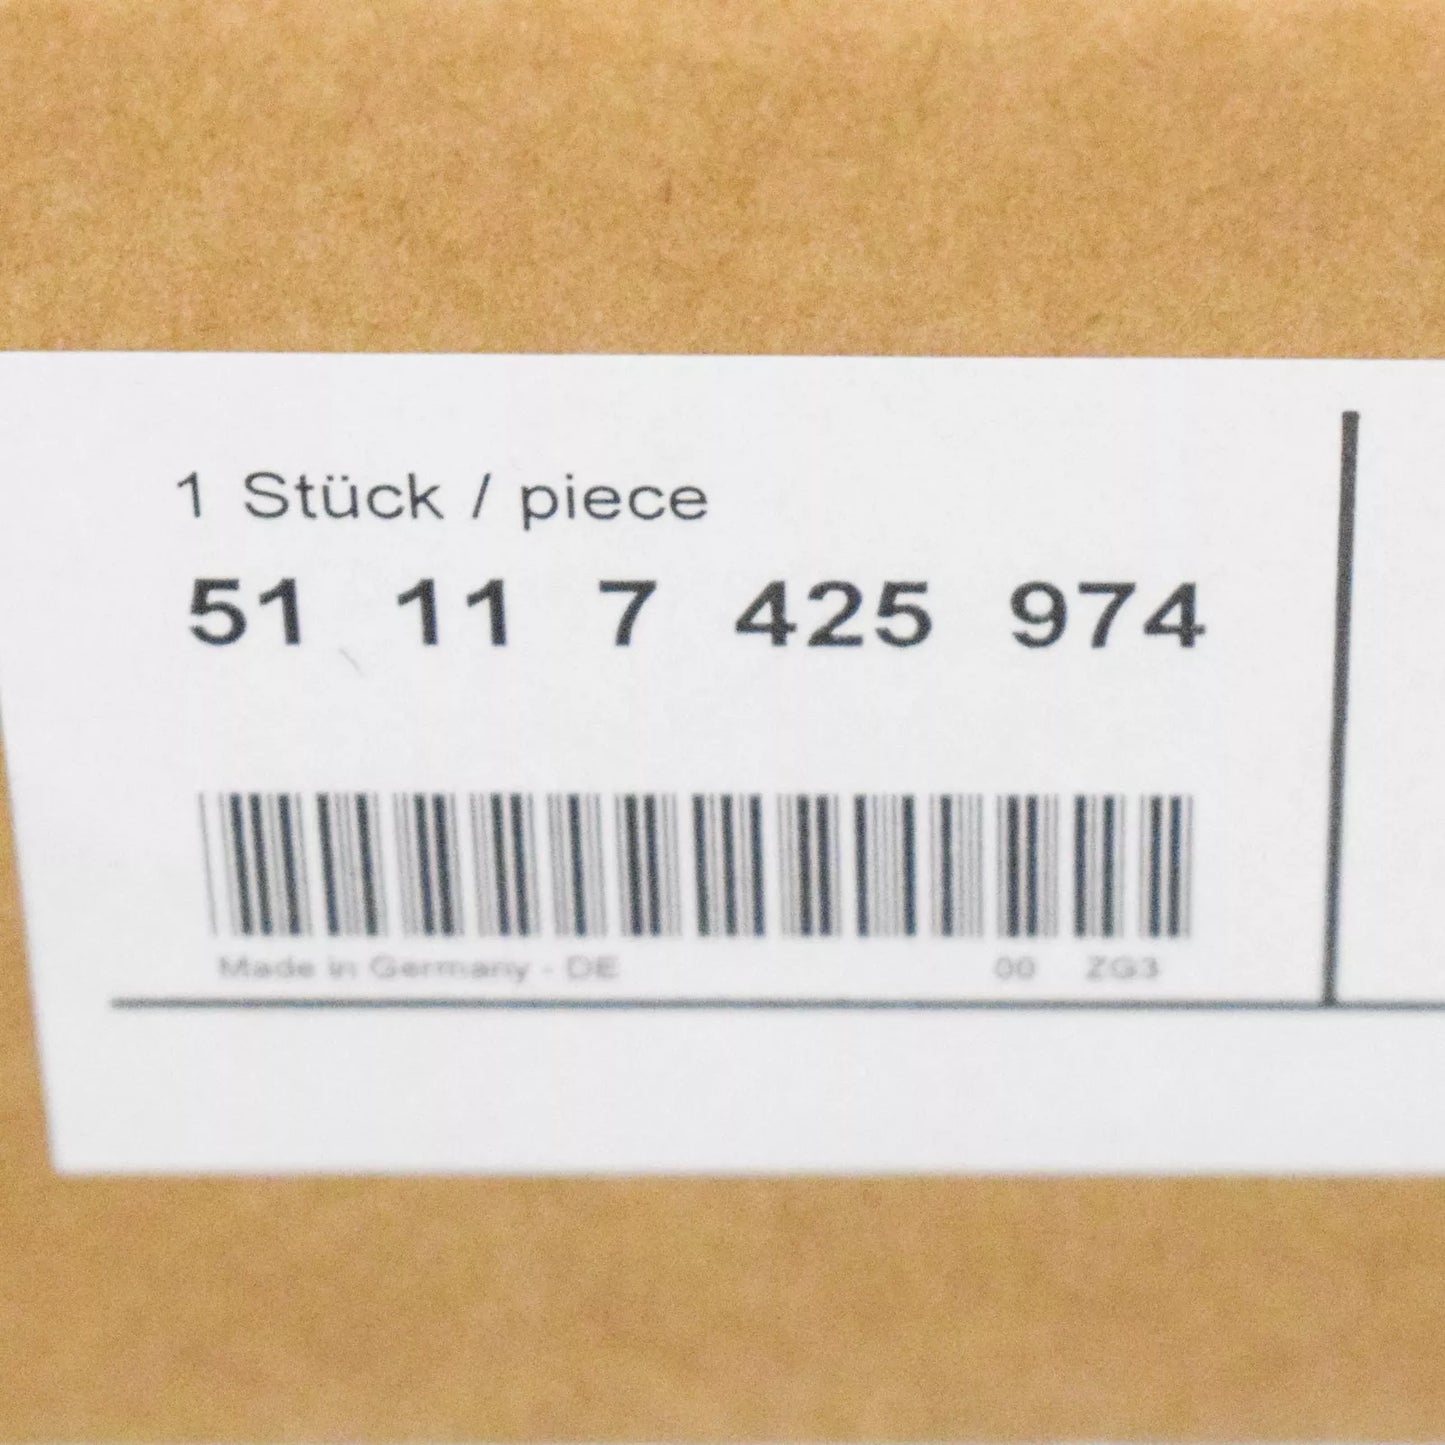 1 Stück / piece
51 11 7 425 974
Made in Germany - DE 00 ZG3